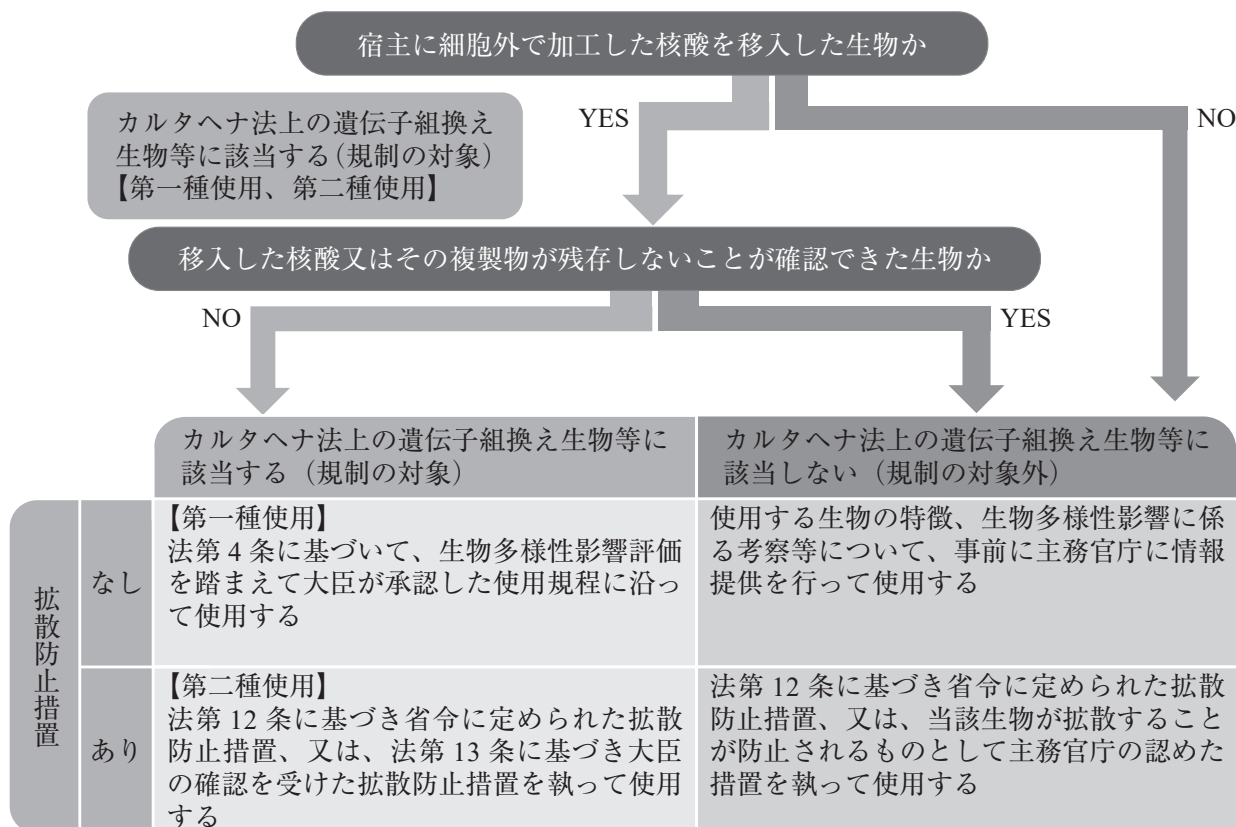 宿主に細胞外で加工した核酸を移入した生物か
カルタヘナ法上の遺伝子組換え
生物等に該当する（規制の対象）
【第一種使用、第二種使用】
YES
NO
移入した核酸又はその複製物が残存しないことが確認できた生物か
NO
YES
カルタヘナ法上の遺伝子組換え生物等に
該当する（規制の対象）
カルタヘナ法上の遺伝子組換え生物等に
該当しない（規制の対象外）
拡散防止措置
なし
【第一種使用】
法第 4 条に基づいて、生物多様性影響評価
を踏まえて大臣が承認した使用規程に沿っ
て使用する
使用する生物の特徴、生物多様性影響に係
る考察等について、事前に主務官庁に情報
提供を行って使用する
あり
【第二種使用】
法第 12 条に基づき省令に定められた拡散
防止措置、又は、法第 13 条に基づき大臣
の確認を受けた拡散防止措置を執って使用
する
法第 12 条に基づき省令に定められた拡散
防止措置、又は、当該生物が拡散すること
が防止されるものとして主務官庁の認めた
措置を執って使用する